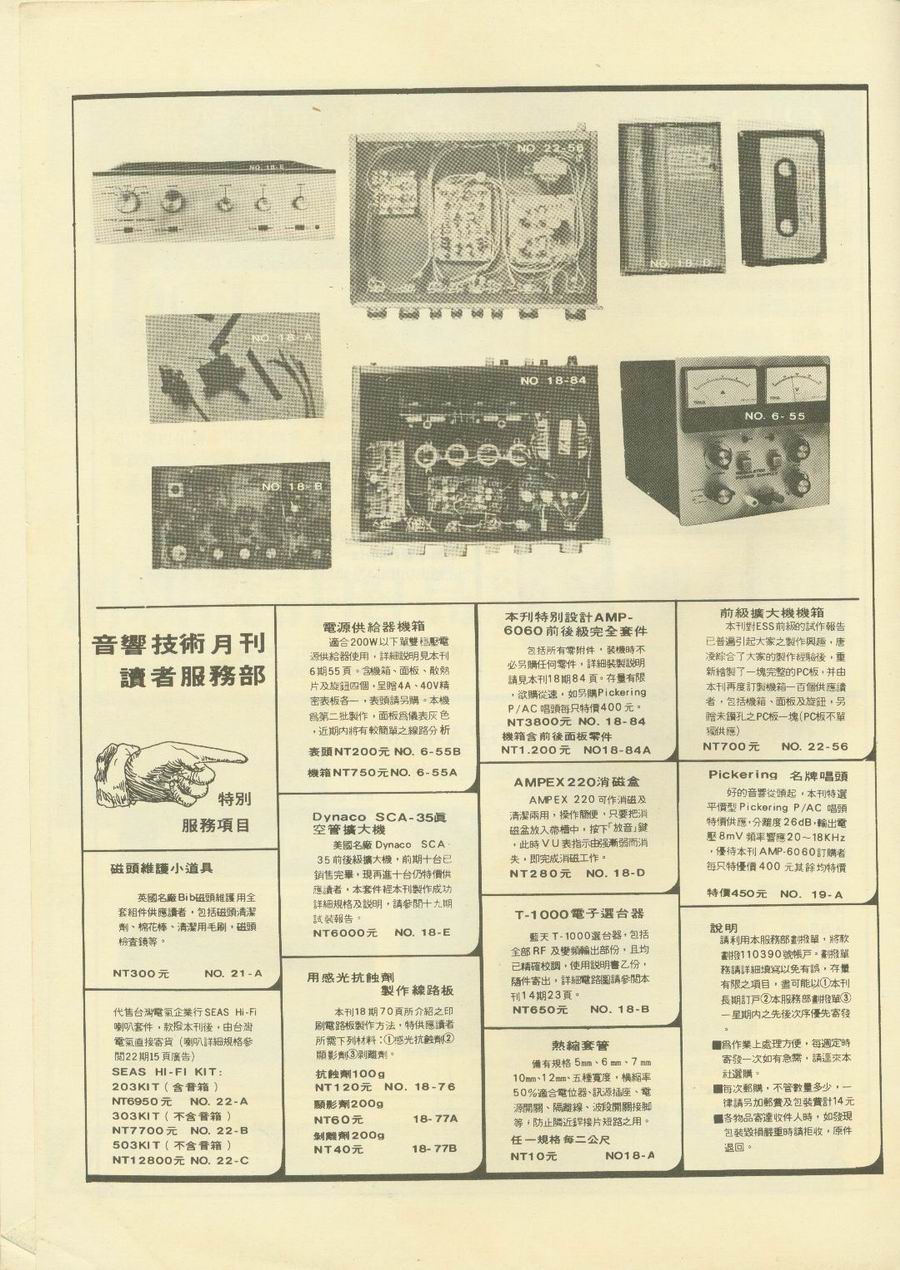 NO. 18-E
NO 22-56
NO. 18-D
NO. 18-A
NO 18-84
NO. 6-55
NO 18-B
音響技術月刊
讀者服務部
特別
服務項目
磁頭維護小道具
英國名廠Bib磁頭維護用全
套組件供應讀者，包括磁頭清潔
劑、棉花棒、清潔用毛刷，磁頭
檢查鏡等。
NT300元 NO. 21-A
代售台灣電氣企業行SEAS Hi-Fi
喇叭套件，款撥本刊後，由台灣
電氣直接寄貨（喇叭詳細規格參
閱22期15頁廣告）
SEAS HI-FI KIT:
203KIT（含音箱）
NT6950元 NO. 22-A
303KIT（不含音箱）
NT7700元 NO. 22-B
503KIT（不含音箱）
NT12800元 NO. 22-C
電源供給器機箱
適合200W以下單雙穩壓電
源供給器使用，詳細說明見本刊
6期55頁。含機箱、面板、散熱
片及旋鈕四個，呈贈4A、40V精
密表板各一，表頭請另購。本機
爲第二批製作，面板爲儀表灰色
，近期內將有較簡單之線路分析
表頭NT200元 NO. 6-55B
機箱NT750元NO. 6-55A
Dynaco SCA-35眞
空管擴大機
美國名廠 Dynaco SCA-
35前後級擴大機，前期十台已
銷售完畢，現再進十台仍特價供
應讀者，本套件經本刊製作成功
詳細規格及說明，請參閱十九期
試裝報告。
NT6000元 NO. 18-E
用感光抗蝕劑
製作線路板
本刊18期70頁所介紹之印
刷電路板製作方法，特供應讀者
所需下列材料：①感光抗蝕劑②
顯影劑③剝離劑。
抗蝕劑100g
NT120元 NO. 18-76
顯影劑200g
NT60元 18-77A
剝離劑200g
NT40元 18-77B
本刊特別設計AMP-
6060前後級完全套件
包括所有零附件，裝機時不
必另購任何零件，詳細裝製說明
請見本刊18期84頁。存量有限
，欲購從速，如另購Pickering
P/AC唱頭每只特價400元。
NT3800元 NO. 18-84
機箱含前後面板零件
NT1.200元 NO18-84A
AMPEX 220消磁盒
AMPEX 220可作消磁及
清潔兩用，操作簡便，只要把消
磁盆放入帶槽中，按下「放音」鍵
，此時VU表指示由強漸弱而消
失，即完成消磁工作。
NT280元 NO. 18-D
T-1000電子選台器
藍天T-1000選台器，包括
全部RF及變頻輸出部份，且均
已精確校調，使用說明書乙份，
隨件寄出，詳細電路圖請參閱本
刊14期23頁。
NT650元 NO. 18-B
熱縮套管
備有規格5mm、6mm、7mm
10mm、12mm、五種寬度，橫縮率
50%適合電位器、訊源插座、電
源開關、隔離線、波段開關接脚
等，防止隣近銲接片短路之用。
任一規格每二公尺
NT10元 NO18-A
前級擴大機機箱
本刊對ESS前級的試作報告
已普遍引起大家之製作興趣，唐
凌綜合了大家的製作經驗後，重
新繪製了一塊完整的PC板，并由
本刊再度訂製機箱一百個供應讀
者，包括機箱、面板及旋鈕，另
贈未鑽孔之PC板一塊(PC板不單
獨供應)
NT700元 NO. 22-56
Pickering 名牌唱頭
好的音響從頭起，本刊特選
平價型Pickering P/AC 唱頭
特價供應，分離度26dB，輸出電
壓8mV頻率響應20～18KHz
，優待本刊AMP-6060訂購者
每只特優價400元其餘均特價
特價450元 NO. 19-A
說明
請利用本服務部劃撥單，將款
劃撥110390號帳戶。劃撥單
務請詳細填寫以免有誤，存量
有限之項目，盡可能以①本刊
長期訂戶②本服務部劃撥單③
一星期內之先後次序優先寄發
。
■爲作業上處理方便，每週定時
寄發一次如有急需，請逕來本
社選購。
■每次郵購，不管數量多少，一
律請另加郵費及包裝費計14元
■各物品寄達收件人時，如發現
包裝毀損嚴重時請拒收，原件
退回。